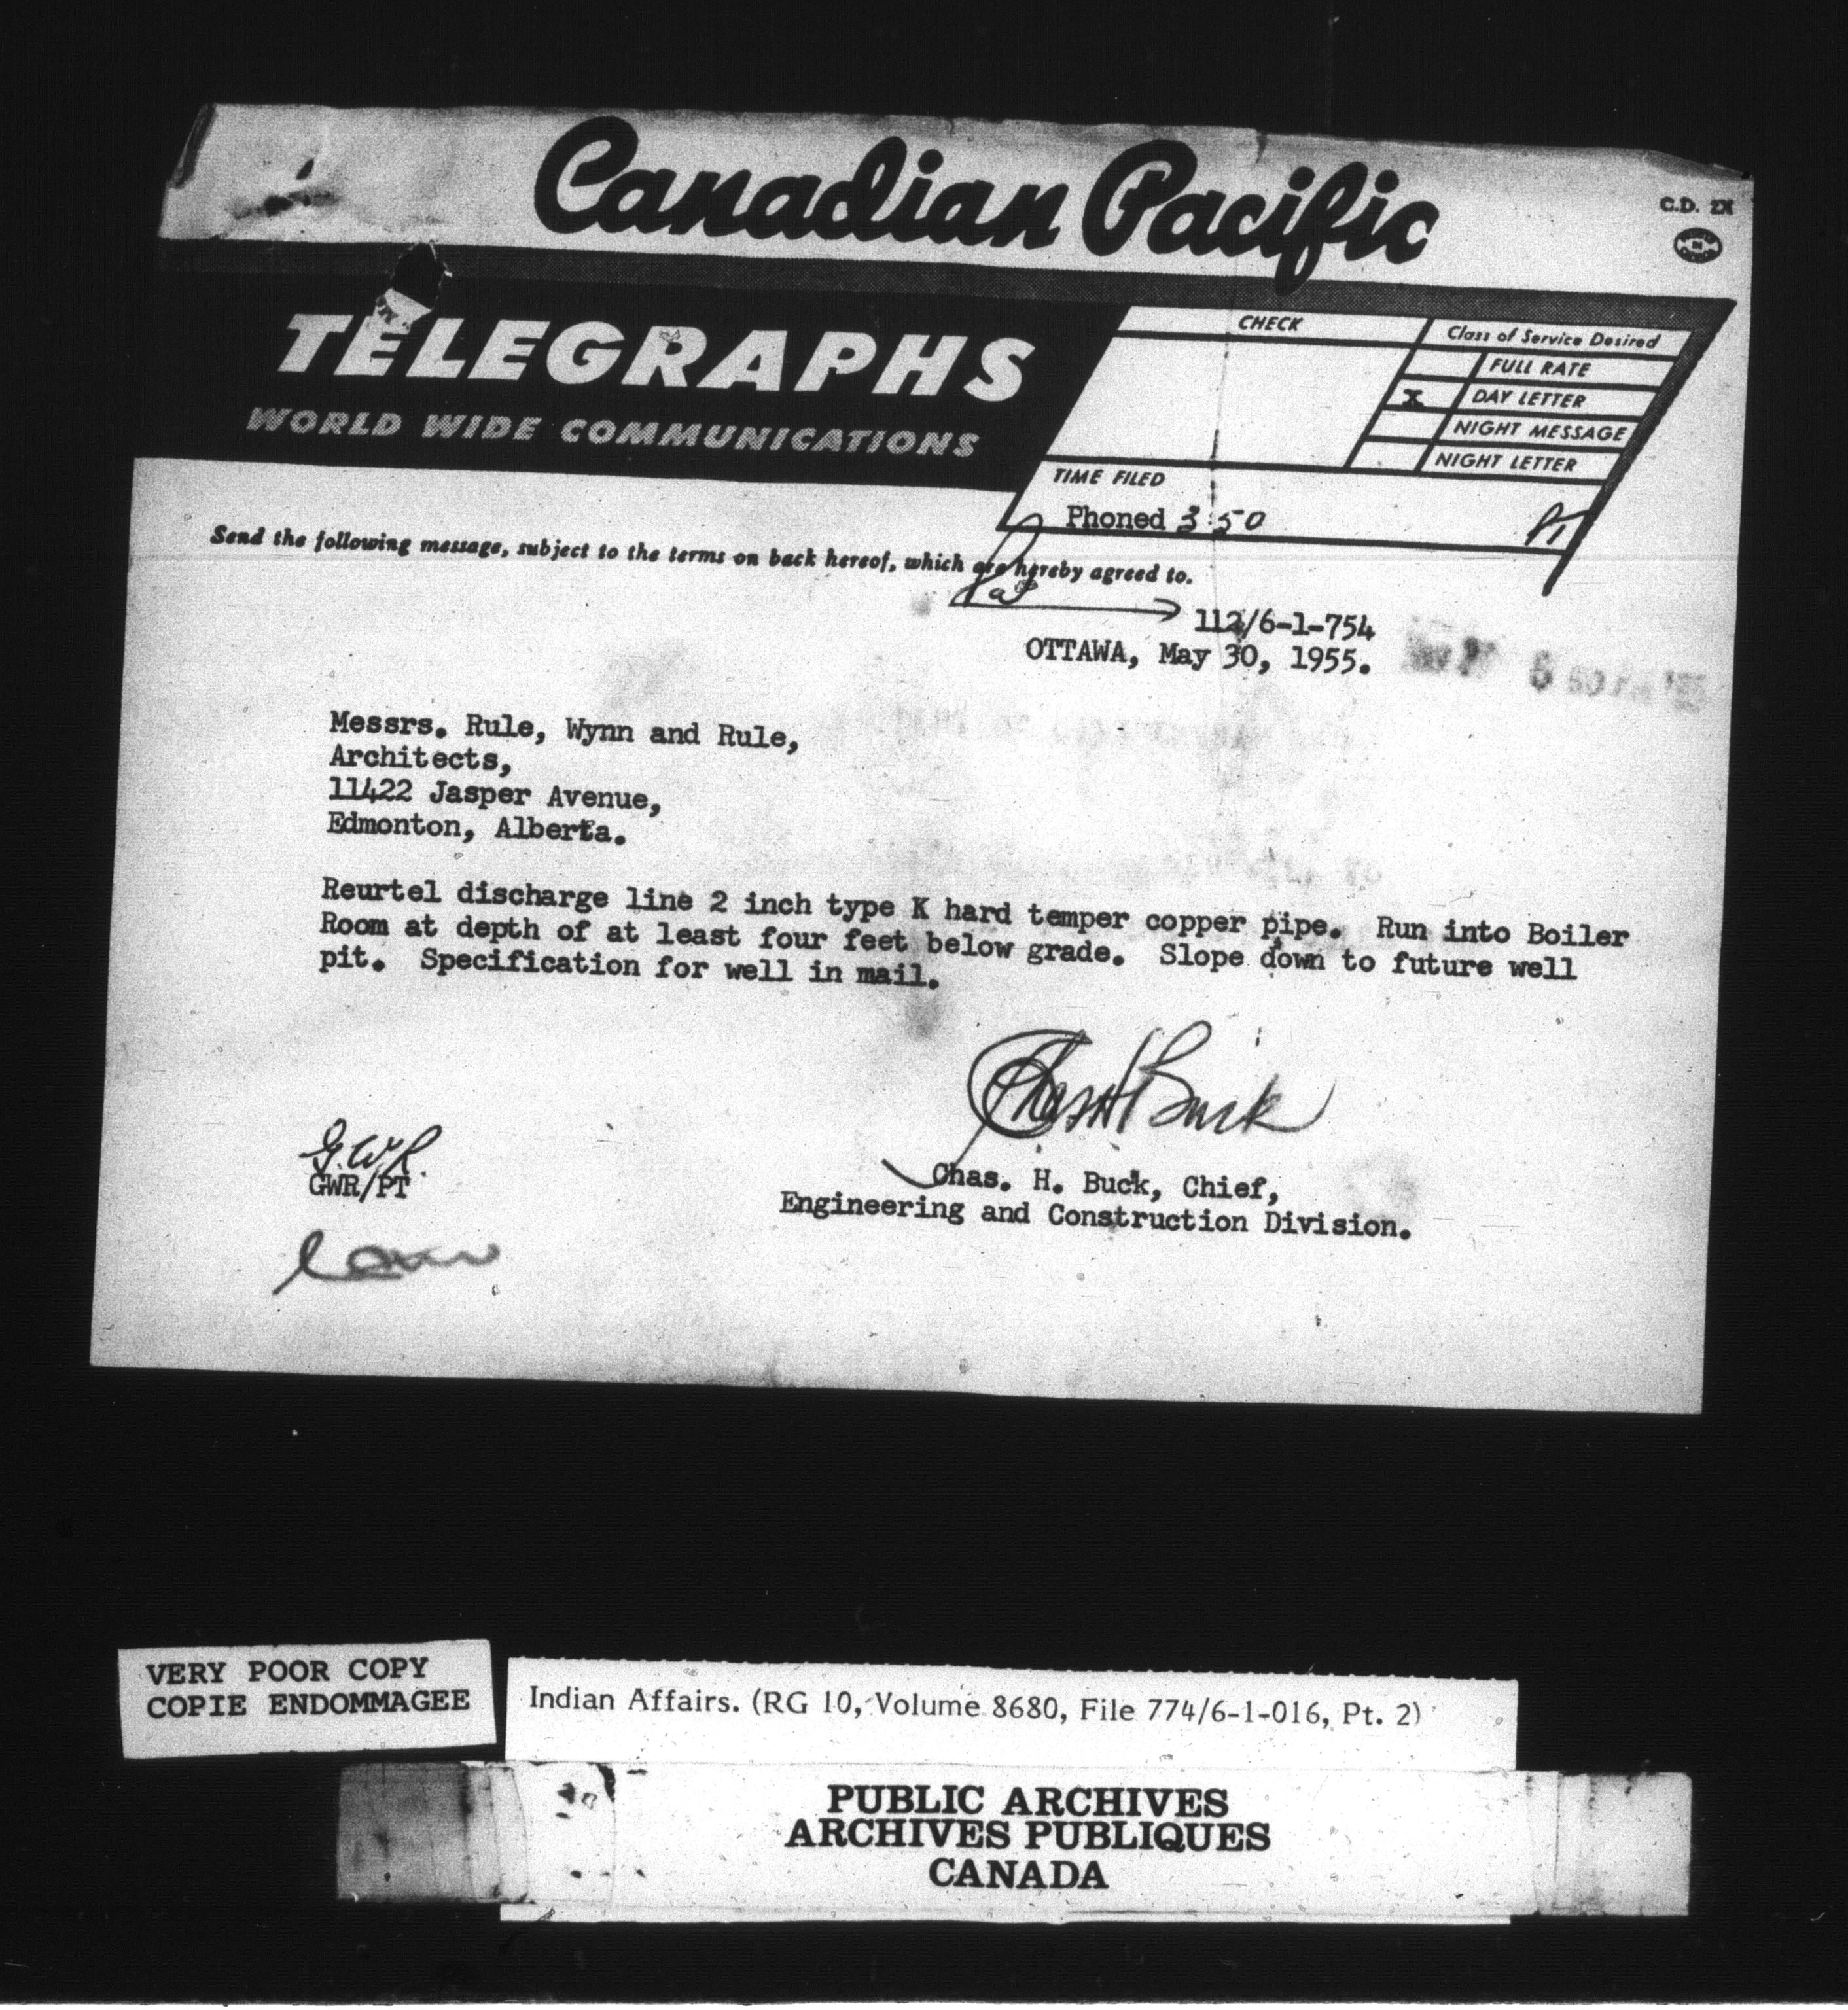 Canadian Pacific
C.D. 2X
TELEGRAPHS
WORLD WIDE COMMUNICATIONS
CHECK
Class of Service Desired
FULL RATE
X DAY LETTER
NIGHT MESSAGE
NIGHT LETTER
TIME FILED
Phoned 3:50
Send the following message, subject to the terms on back hereof, which are hereby agreed to.
112/6-1-754
OTTAWA, May 30, 1955.
Messrs. Rule, Wynn and Rule,
Architects,
11422 Jasper Avenue,
Edmonton, Alberta.
Reurtel discharge line 2 inch type K hard temper copper pipe. Run into Boiler
Room at depth of at least four feet below grade. Slope down to future well
pit. Specification for well in mail.
Chas H Buck
G.W.R.
GWR/PT
Chas. H. Buck, Chief,
Engineering and Construction Division.
VERY POOR COPY
COPIE ENDOMMAGEE
Indian Affairs. (RG 10, Volume 8680, File 774/6-1-016, Pt. 2)
PUBLIC ARCHIVES
ARCHIVES PUBLIQUES
CANADA